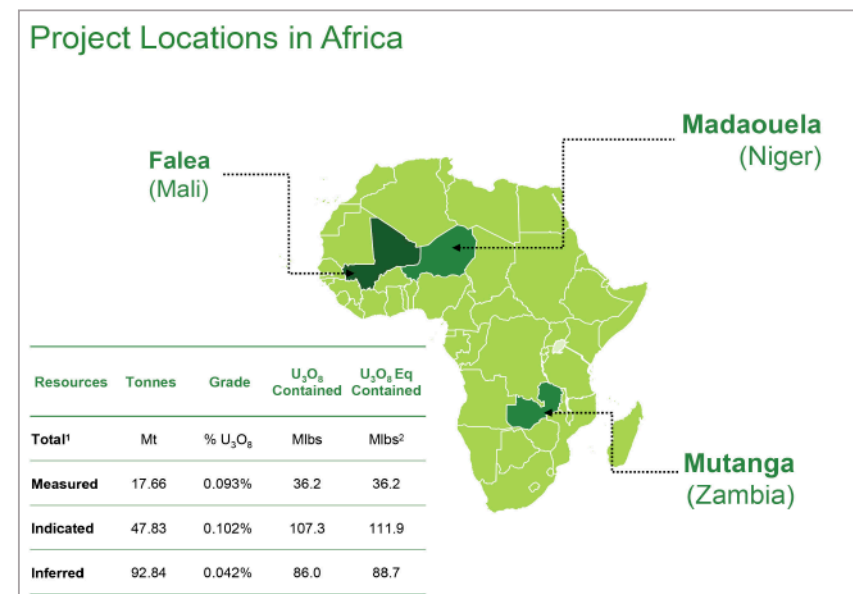 Project Locations in Africa
Madaouela
(Niger)
Falea
(Mali)
Mutanga
(Zambia)
Resources Tonnes Grade U₃O₈ Contained U₃O₈ Eq Contained
Total¹ Mt % U₃O₈ Mlbs Mlbs²
Measured 17.66 0.093% 36.2 36.2
Indicated 47.83 0.102% 107.3 111.9
Inferred 92.84 0.042% 86.0 88.7